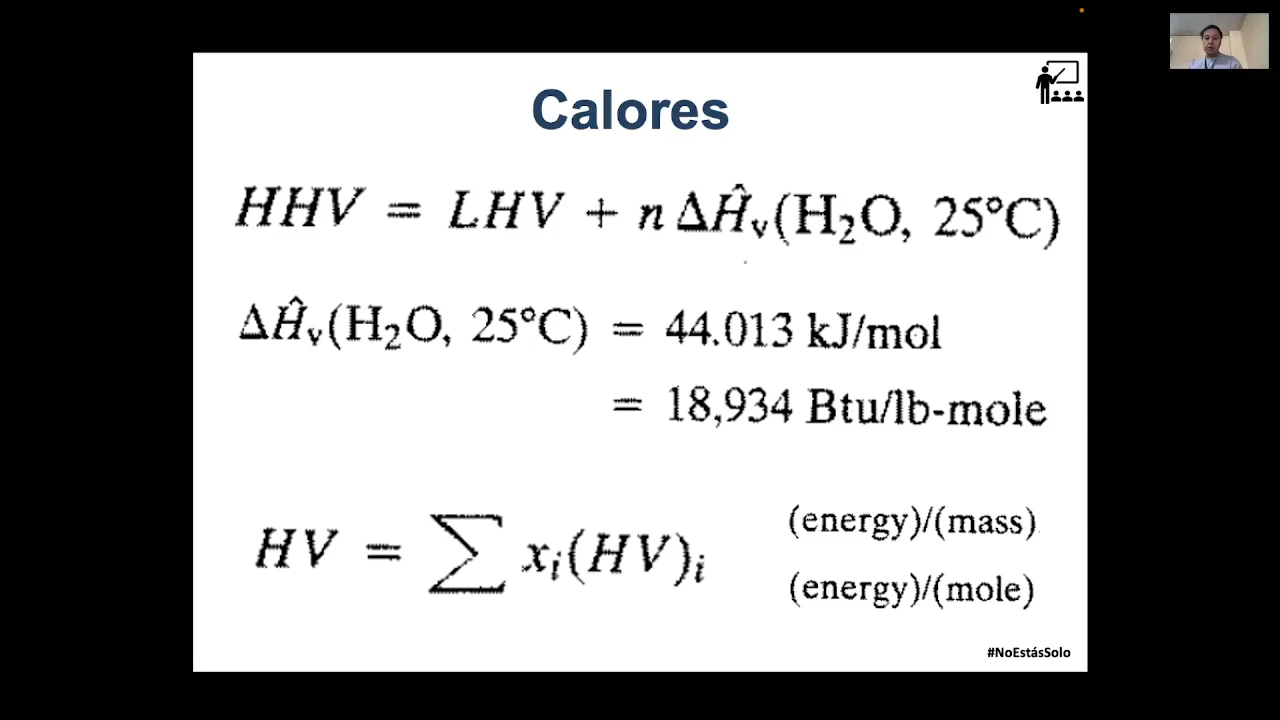 Calores
HHV = LHV + n ΔĤᵥ(H₂O, 25°C)
ΔĤᵥ(H₂O, 25°C) = 44.013 kJ/mol
= 18,934 Btu/lb-mole
HV = ∑ xᵢ(HV)ᵢ
(energy)/(mass)
(energy)/(mole)
#NoEstásSolo